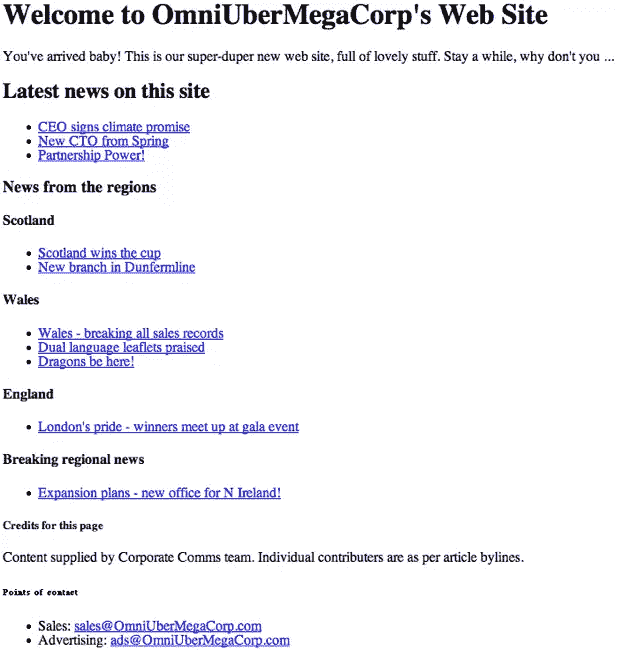 Welcome to OmniUberMegaCorp's Web Site
You've arrived baby! This is our super-duper new web site, full of lovely stuff. Stay a while, why don't you ...
Latest news on this site
• CEO signs climate promise
• New CTO from Spring
• Partnership Power!
News from the regions
Scotland
• Scotland wins the cup
• New branch in Dunfermline
Wales
• Wales - breaking all sales records
• Dual language leaflets praised
• Dragons be here!
England
• London's pride - winners meet up at gala event
Breaking regional news
• Expansion plans - new office for N Ireland!
Credits for this page
Content supplied by Corporate Comms team. Individual contributers are as per article bylines.
Points of contact
• Sales: sales@OmniUberMegaCorp.com
• Advertising: ads@OmniUberMegaCorp.com